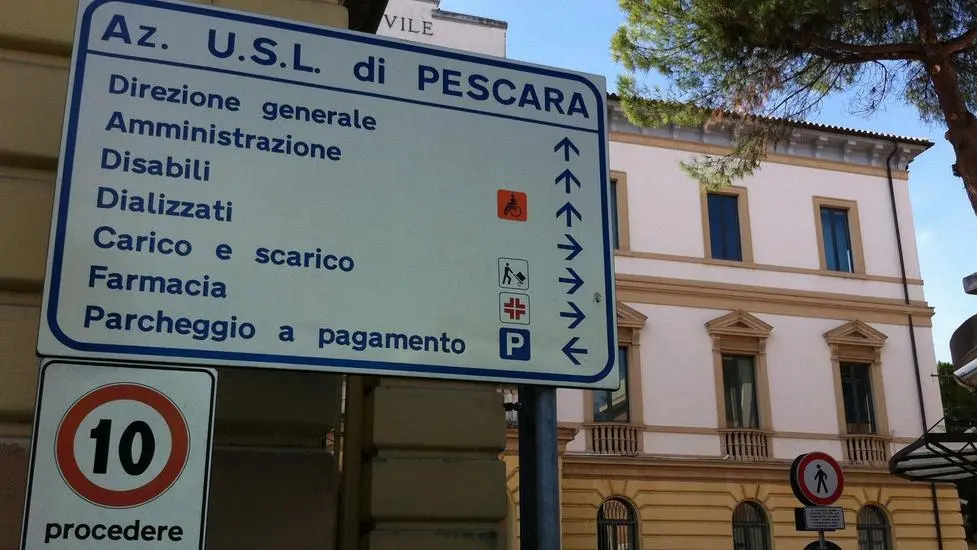 VILE
Az. U.S.L. di PESCARA
Direzione generale
Amministrazione
Disabili
Dializzati
Carico e scarico
Farmacia
Parcheggio a pagamento P
10
procedere